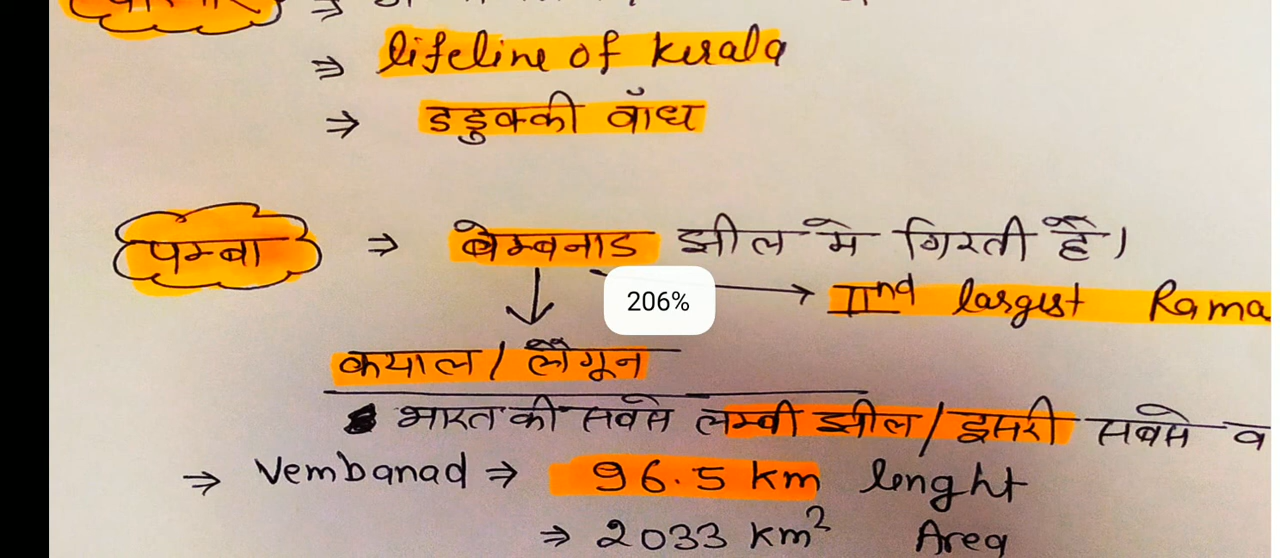 ⇒ lifeline of Kerala
⇒ इडुक्की बॉध
पम्बा ⇒ बेम्बनाड झील मे गिरती है।
206%
→ IInd largest Rama
कयाल / लैगून
भारत की सबसे लम्बी झील / दूसरी सबसे
⇒ Vembanad ⇒ 96.5 km lenght
⇒ 2033 km² Area